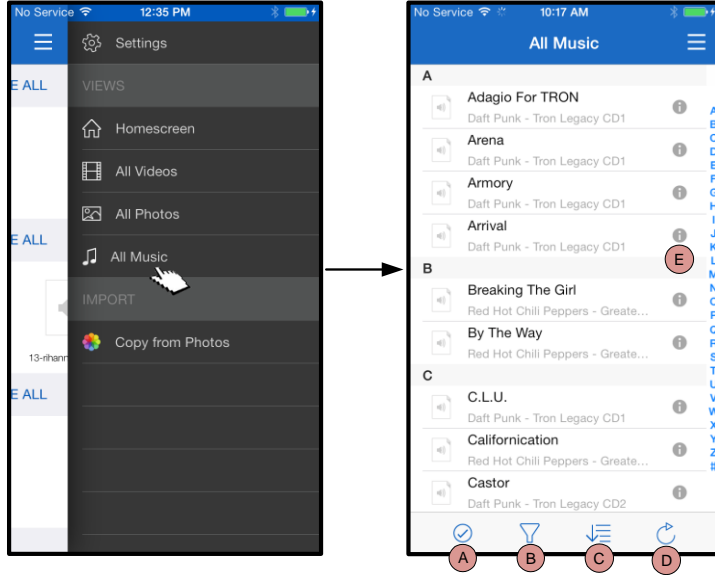 No Service 12:35 PM
Settings
E ALL
VIEWS
Homescreen
All Videos
All Photos
E ALL
All Music
IMPORT
Copy from Photos
13-rihann
E ALL
No Service 10:17 AM
All Music
A
Adagio For TRON
Daft Punk - Tron Legacy CD1
Arena
Daft Punk - Tron Legacy CD1
Armory
Daft Punk - Tron Legacy CD1
Arrival
Daft Punk - Tron Legacy CD1
E
B
Breaking The Girl
Red Hot Chili Peppers - Greate...
By The Way
Red Hot Chili Peppers - Greate...
C
C.L.U.
Daft Punk - Tron Legacy CD1
Californication
Red Hot Chili Peppers - Greate...
Castor
Daft Punk - Tron Legacy CD2
A
B
C
D
E
F
G
H
I
J
K
L
M
N
O
P
Q
R
S
T
U
V
W
X
Y
Z
#
A B C D